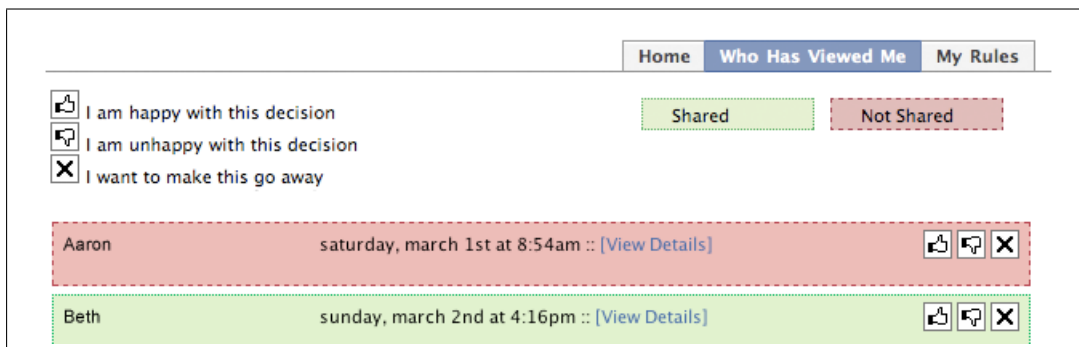 Home Who Has Viewed Me My Rules
I am happy with this decision
Shared Not Shared
I am unhappy with this decision
I want to make this go away
Aaron saturday, march 1st at 8:54am :: [View Details]
Beth sunday, march 2nd at 4:16pm :: [View Details]